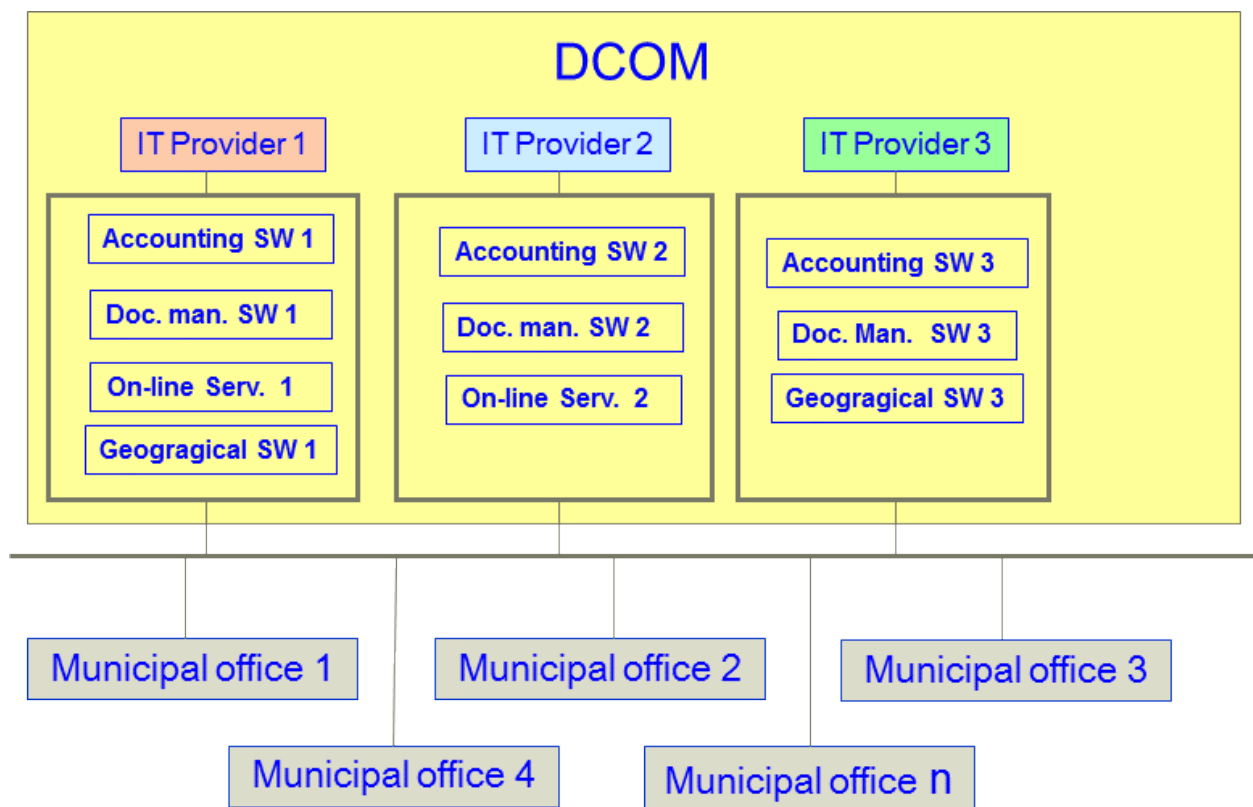 DCOM
IT Provider 1
IT Provider 2
IT Provider 3
Accounting SW 1
Doc. man. SW 1
On-line Serv. 1
Geogragical SW 1
Accounting SW 2
Doc. man. SW 2
On-line Serv. 2
Accounting SW 3
Doc. Man. SW 3
Geogragical SW 3
Municipal office 1
Municipal office 2
Municipal office 3
Municipal office 4
Municipal office n